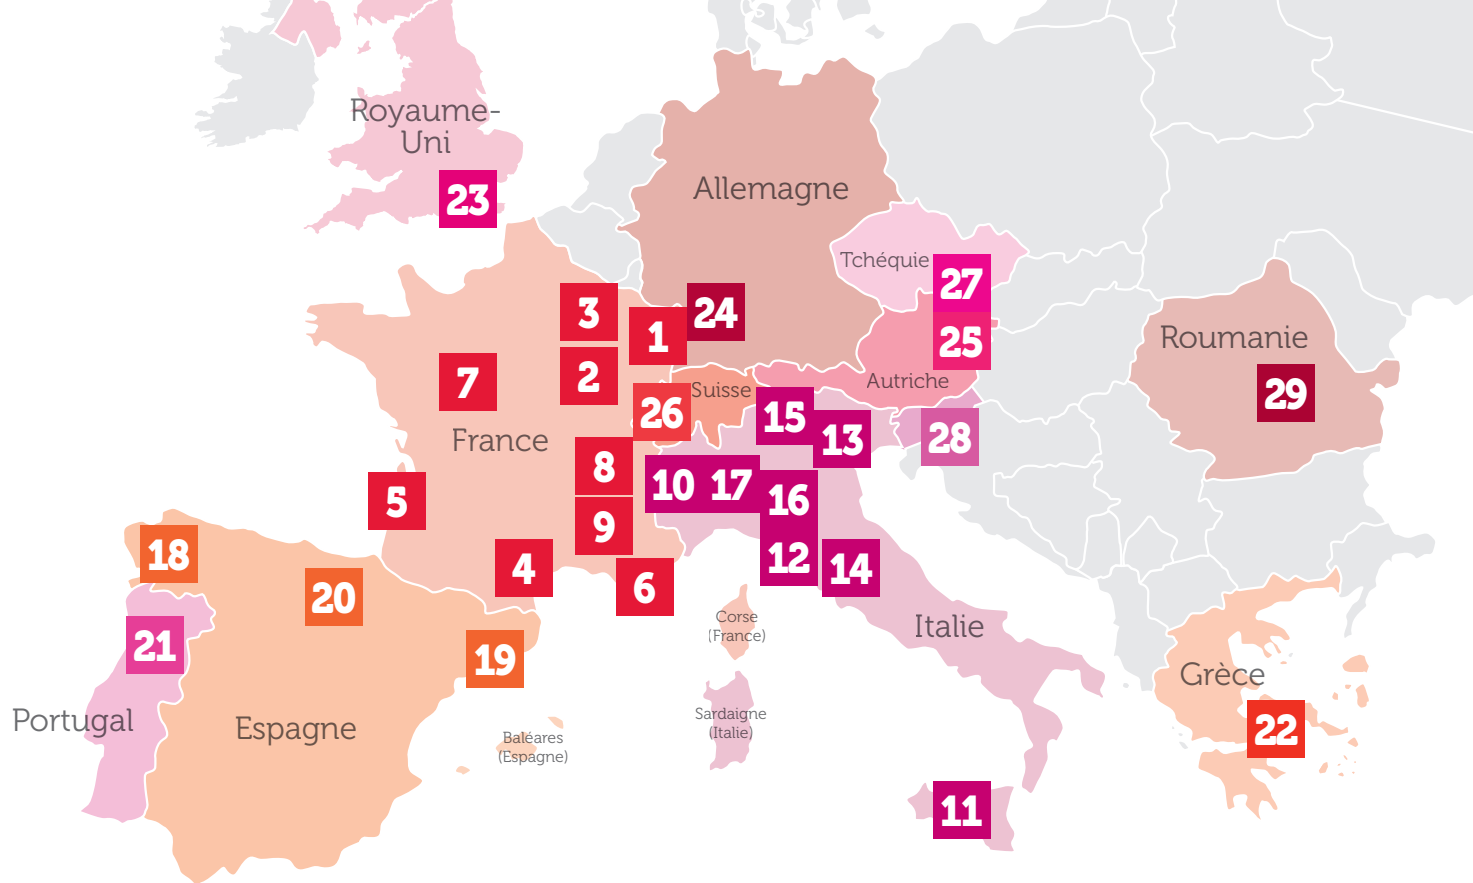 Royaume-
Uni
23
Allemagne
Tchéquie
27
3
1
24
25
Roumanie
7
2
Suisse
Autriche
29
26
15
13
28
France
8
10
17
16
5
9
18
4
12
14
20
6
21
Corse
(France)
Italie
19
Grèce
Portugal
Espagne
Sardaigne
(Italie)
22
Baléares
(Espagne)
11